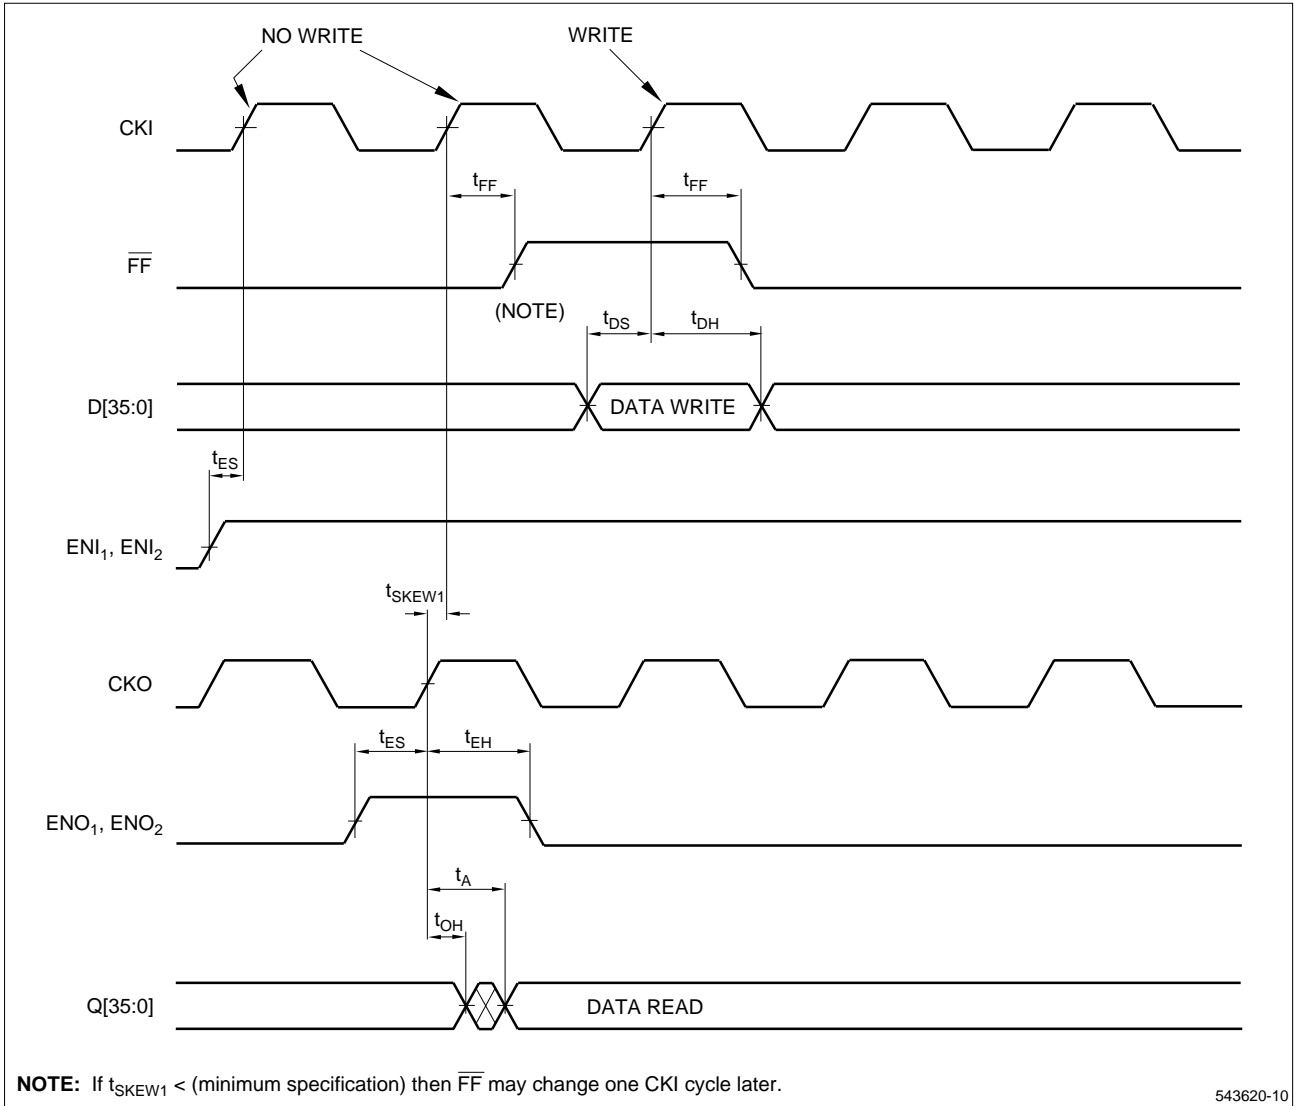 NO WRITE
WRITE
CKI
tFF
tFF
FF
(NOTE)
tDS
tDH
D[35:0]
DATA WRITE
tES
ENI1, ENI2
tSKEW1
CKO
tES
tEH
ENO1, ENO2
tA
tOH
Q[35:0]
DATA READ
NOTE: If tSKEW1 < (minimum specification) then FF may change one CKI cycle later.
543620-10